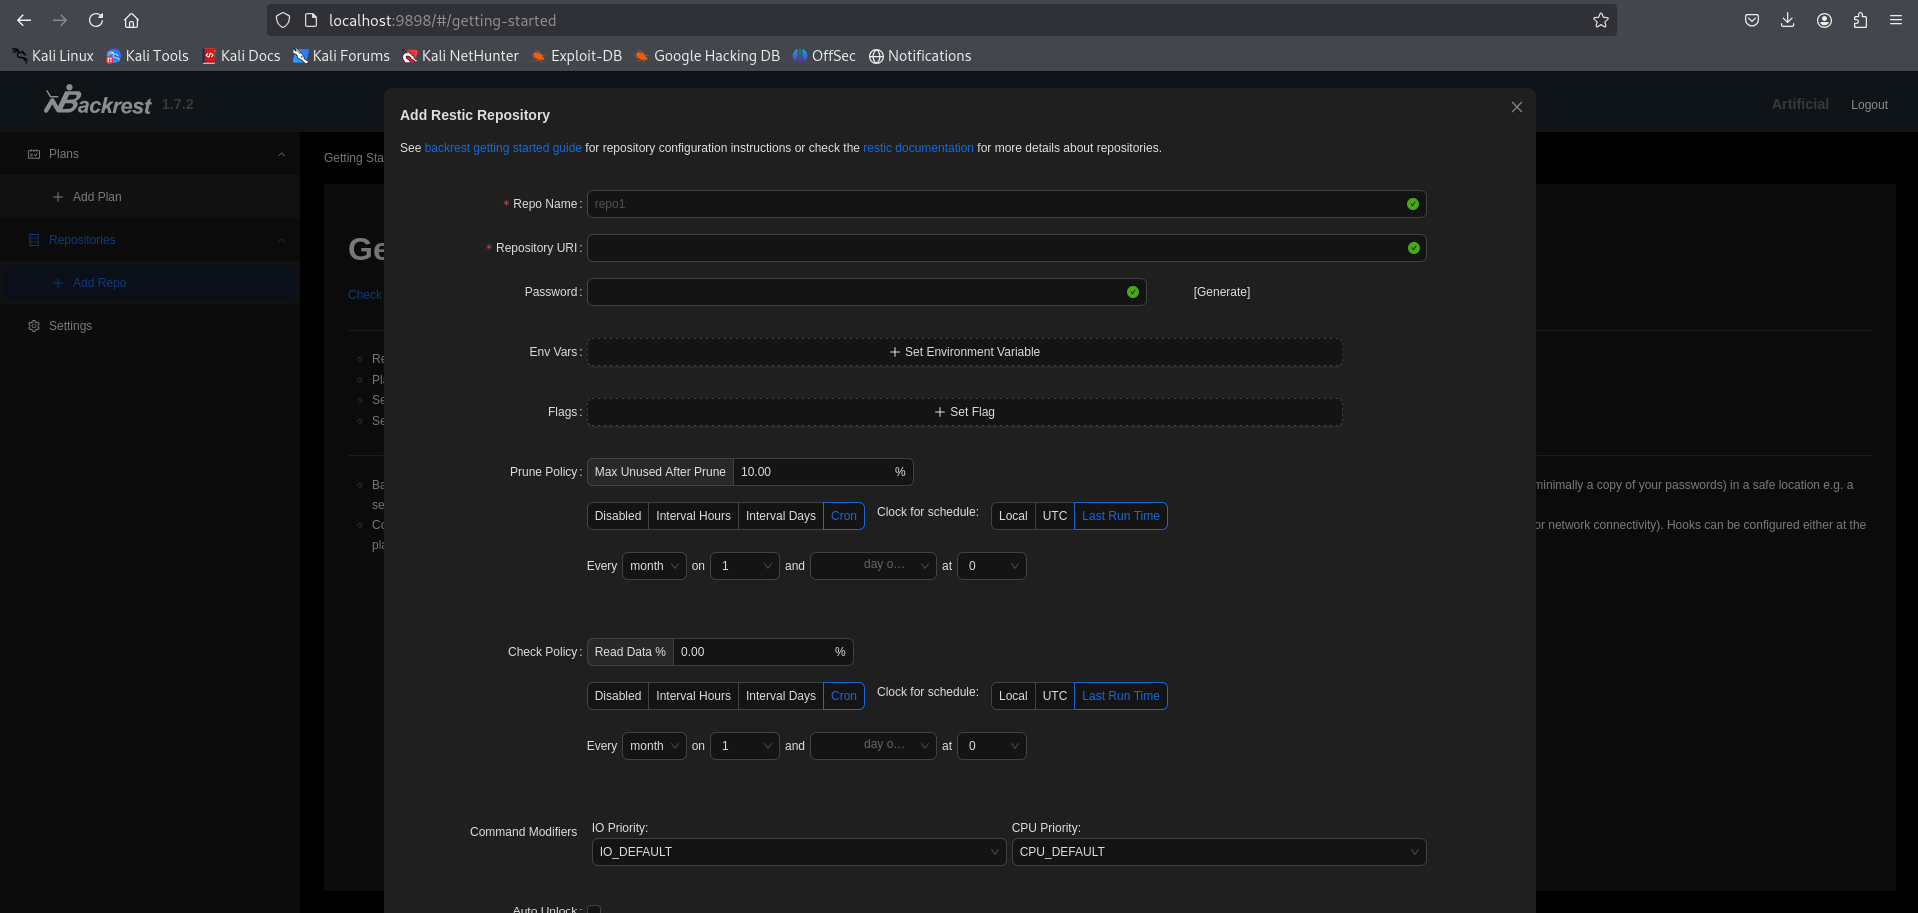 localhost:9898/#/getting-started
Kali Linux Kali Tools Kali Docs Kali Forums Kali NetHunter Exploit-DB Google Hacking DB OffSec Notifications
Backrest 1.7.2
Artificial Logout
Plans
Add Plan
Repositories
Add Repo
Settings
Getting Sta
Ge
Check
Re
Pla
Se
Se
Ba
se
Co
pla
Add Restic Repository
See backrest getting started guide for repository configuration instructions or check the restic documentation for more details about repositories.
* Repo Name: repo1
* Repository URI:
Password: [Generate]
Env Vars: + Set Environment Variable
Flags: + Set Flag
Prune Policy: Max Unused After Prune 10.00 %
Disabled Interval Hours Interval Days Cron Clock for schedule: Local UTC Last Run Time
Every month on 1 and day o... at 0
Check Policy: Read Data % 0.00 %
Disabled Interval Hours Interval Days Cron Clock for schedule: Local UTC Last Run Time
Every month on 1 and day o... at 0
Command Modifiers IO Priority: CPU Priority:
IO_DEFAULT CPU_DEFAULT
Auto Unlock:
minimally a copy of your passwords) in a safe location e.g. a
or network connectivity). Hooks can be configured either at the